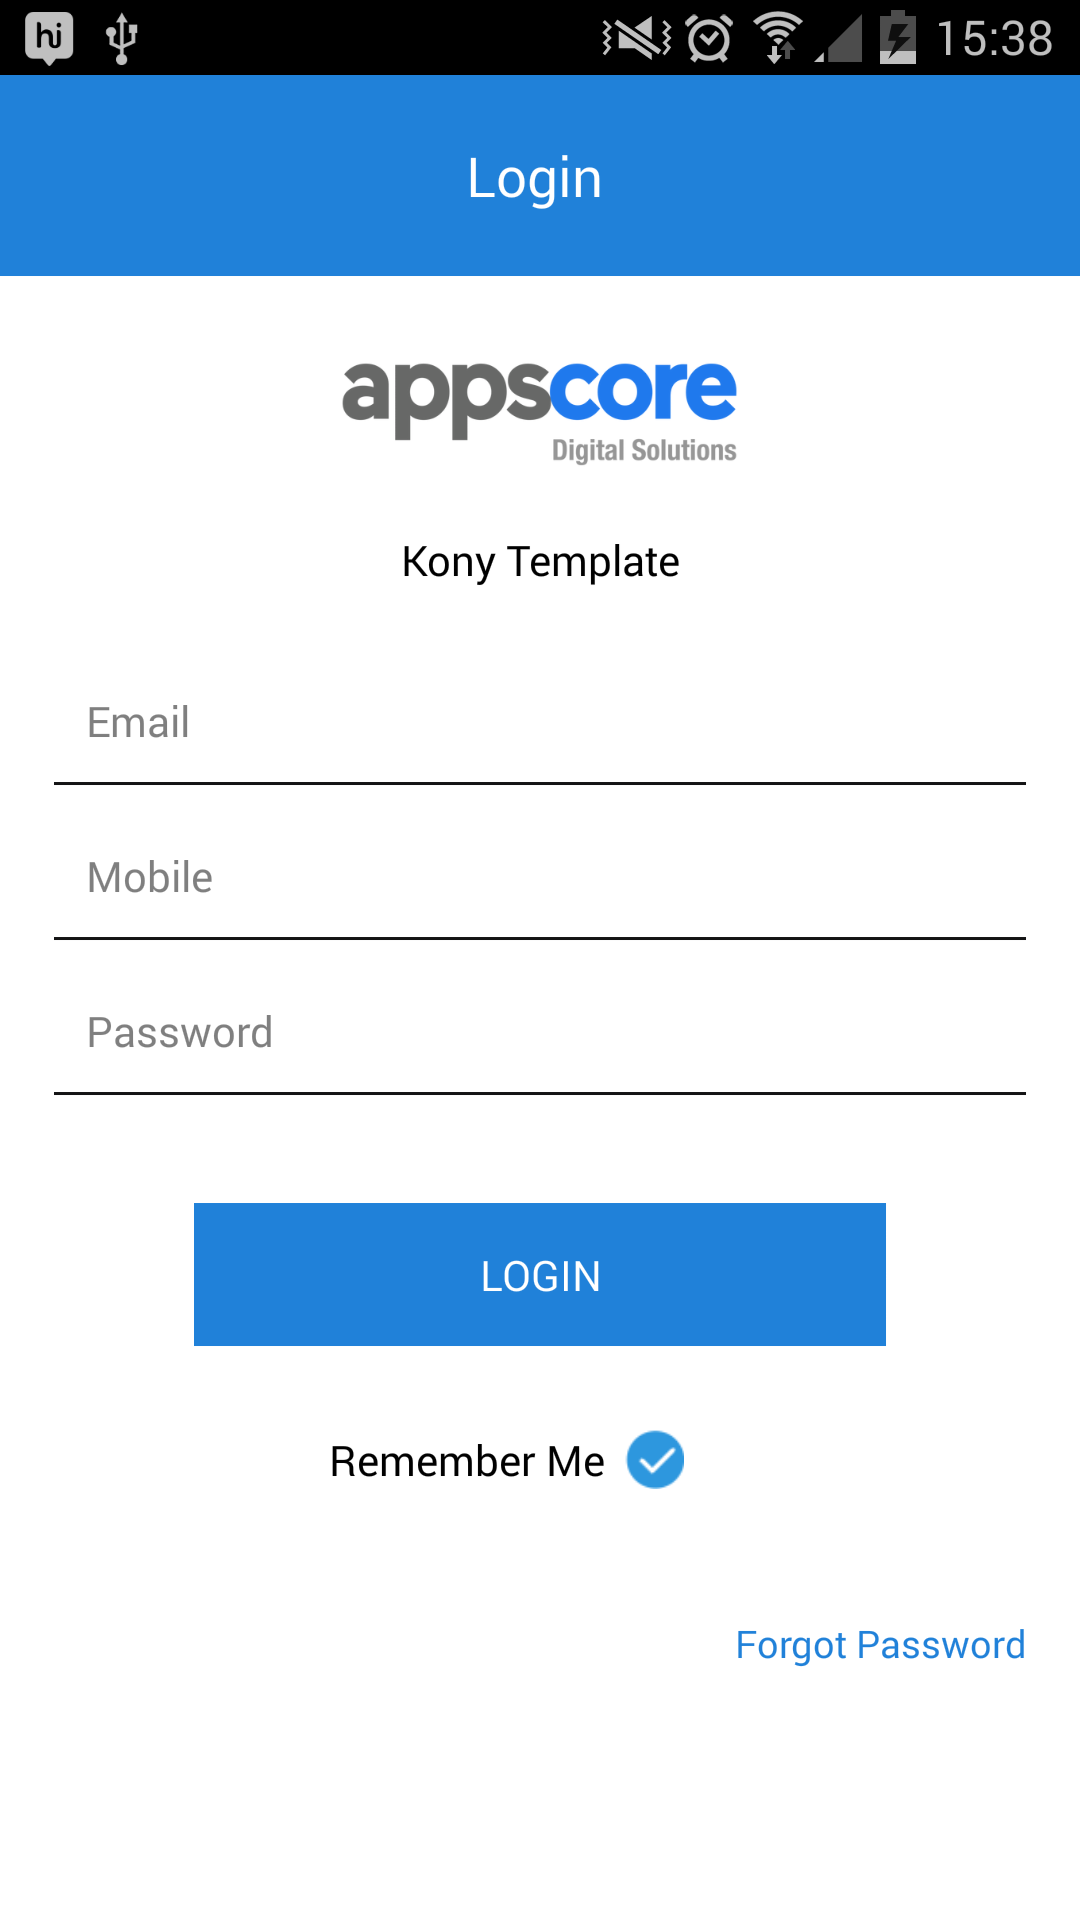 hi 15:38
Login
appscore
Digital Solutions
Kony Template
Email
Mobile
Password
LOGIN
Remember Me
Forgot Password